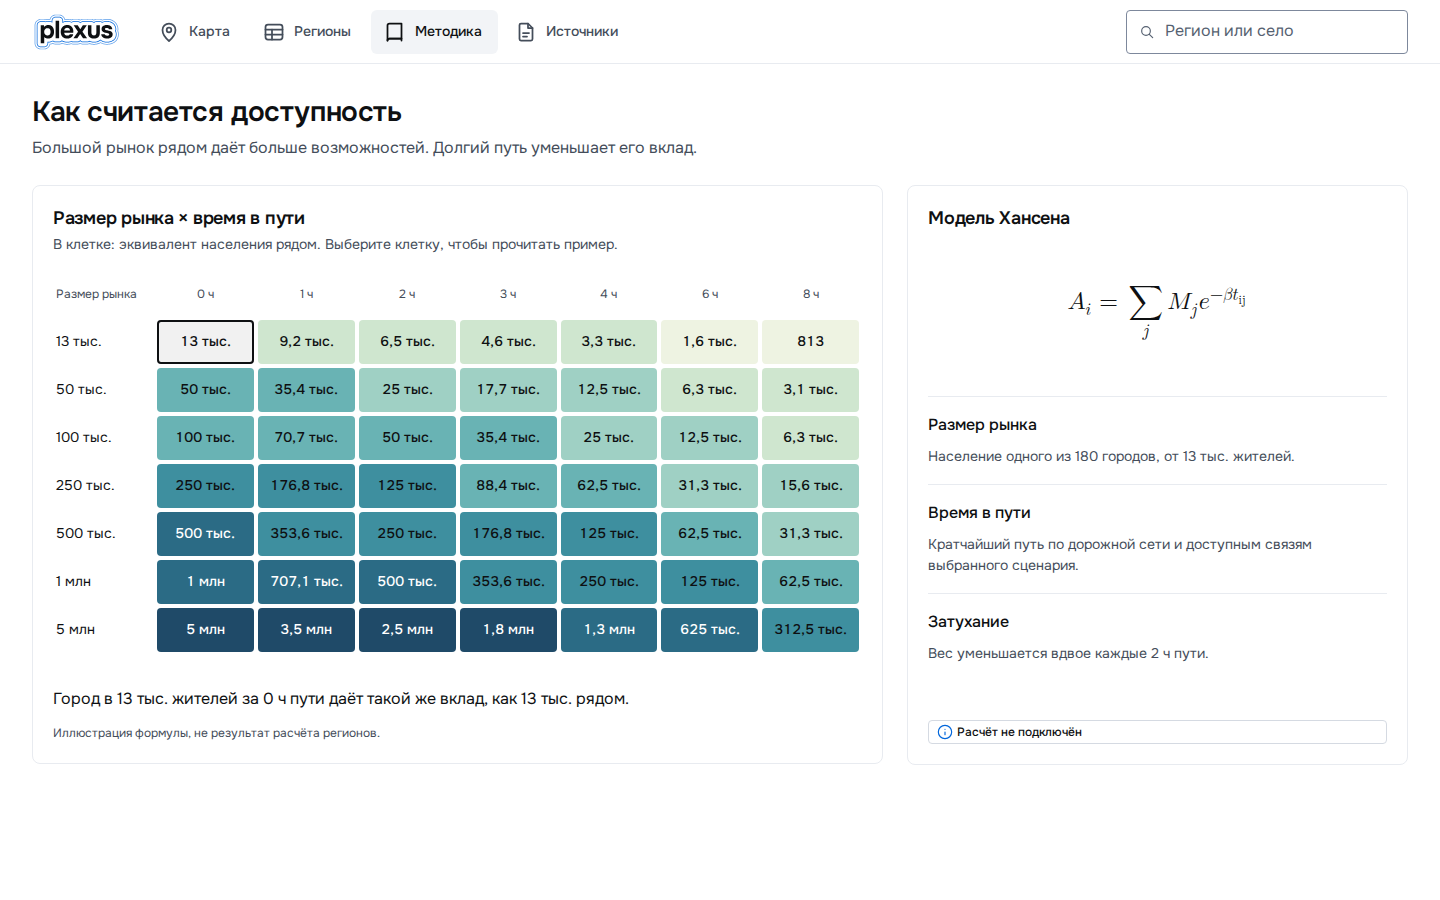 plexus
Карта
Регионы
Методика
Источники
Регион или село
Как считается доступность
Большой рынок рядом даёт больше возможностей. Долгий путь уменьшает его вклад.
Размер рынка × время в пути
В клетке: эквивалент населения рядом. Выберите клетку, чтобы прочитать пример.
Размер рынка 0 ч 1 ч 2 ч 3 ч 4 ч 6 ч 8 ч
13 тыс. 13 тыс. 9,2 тыс. 6,5 тыс. 4,6 тыс. 3,3 тыс. 1,6 тыс. 813
50 тыс. 50 тыс. 35,4 тыс. 25 тыс. 17,7 тыс. 12,5 тыс. 6,3 тыс. 3,1 тыс.
100 тыс. 100 тыс. 70,7 тыс. 50 тыс. 35,4 тыс. 25 тыс. 12,5 тыс. 6,3 тыс.
250 тыс. 250 тыс. 176,8 тыс. 125 тыс. 88,4 тыс. 62,5 тыс. 31,3 тыс. 15,6 тыс.
500 тыс. 500 тыс. 353,6 тыс. 250 тыс. 176,8 тыс. 125 тыс. 62,5 тыс. 31,3 тыс.
1 млн 1 млн 707,1 тыс. 500 тыс. 353,6 тыс. 250 тыс. 125 тыс. 62,5 тыс.
5 млн 5 млн 3,5 млн 2,5 млн 1,8 млн 1,3 млн 625 тыс. 312,5 тыс.
Город в 13 тыс. жителей за 0 ч пути даёт такой же вклад, как 13 тыс. рядом.
Иллюстрация формулы, не результат расчёта регионов.
Модель Хансена
A_i = ∑_j M_j e^{−βt_{ij}}
Размер рынка
Население одного из 180 городов, от 13 тыс. жителей.
Время в пути
Кратчайший путь по дорожной сети и доступным связям
выбранного сценария.
Затухание
Вес уменьшается вдвое каждые 2 ч пути.
Расчёт не подключён